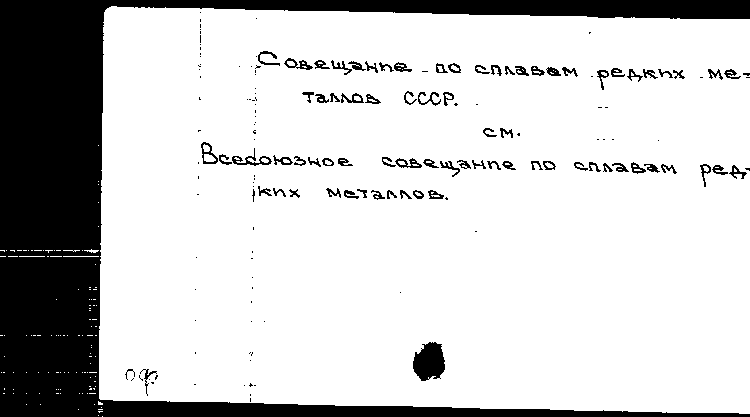 Совещание по сплавам редких ме=
таллов СССР.
см.
Всесоюзное совещание по сплавам ред-
ких металлов.
оф